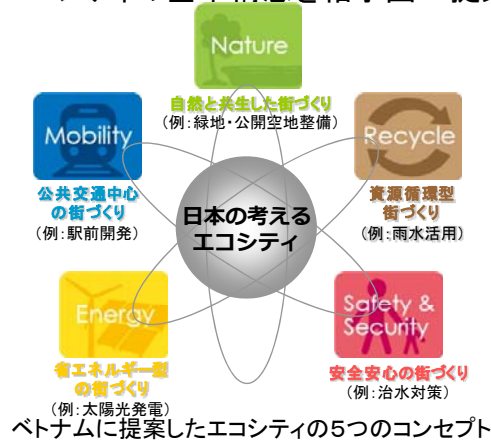 Nature
自然と共生した街づくり
(例:緑地・公開空地整備)
Mobility
公共交通中心
の街づくり
(例:駅前開発)
Recycle
資源循環型
街づくり
(例:雨水活用)
日本の考える
エコシティ
Energy
省エネルギー型
の街づくり
(例:太陽光発電)
Safety &
Security
安全安心の街づくり
(例:治水対策)
ベトナムに提案したエコシティの5つのコンセプト